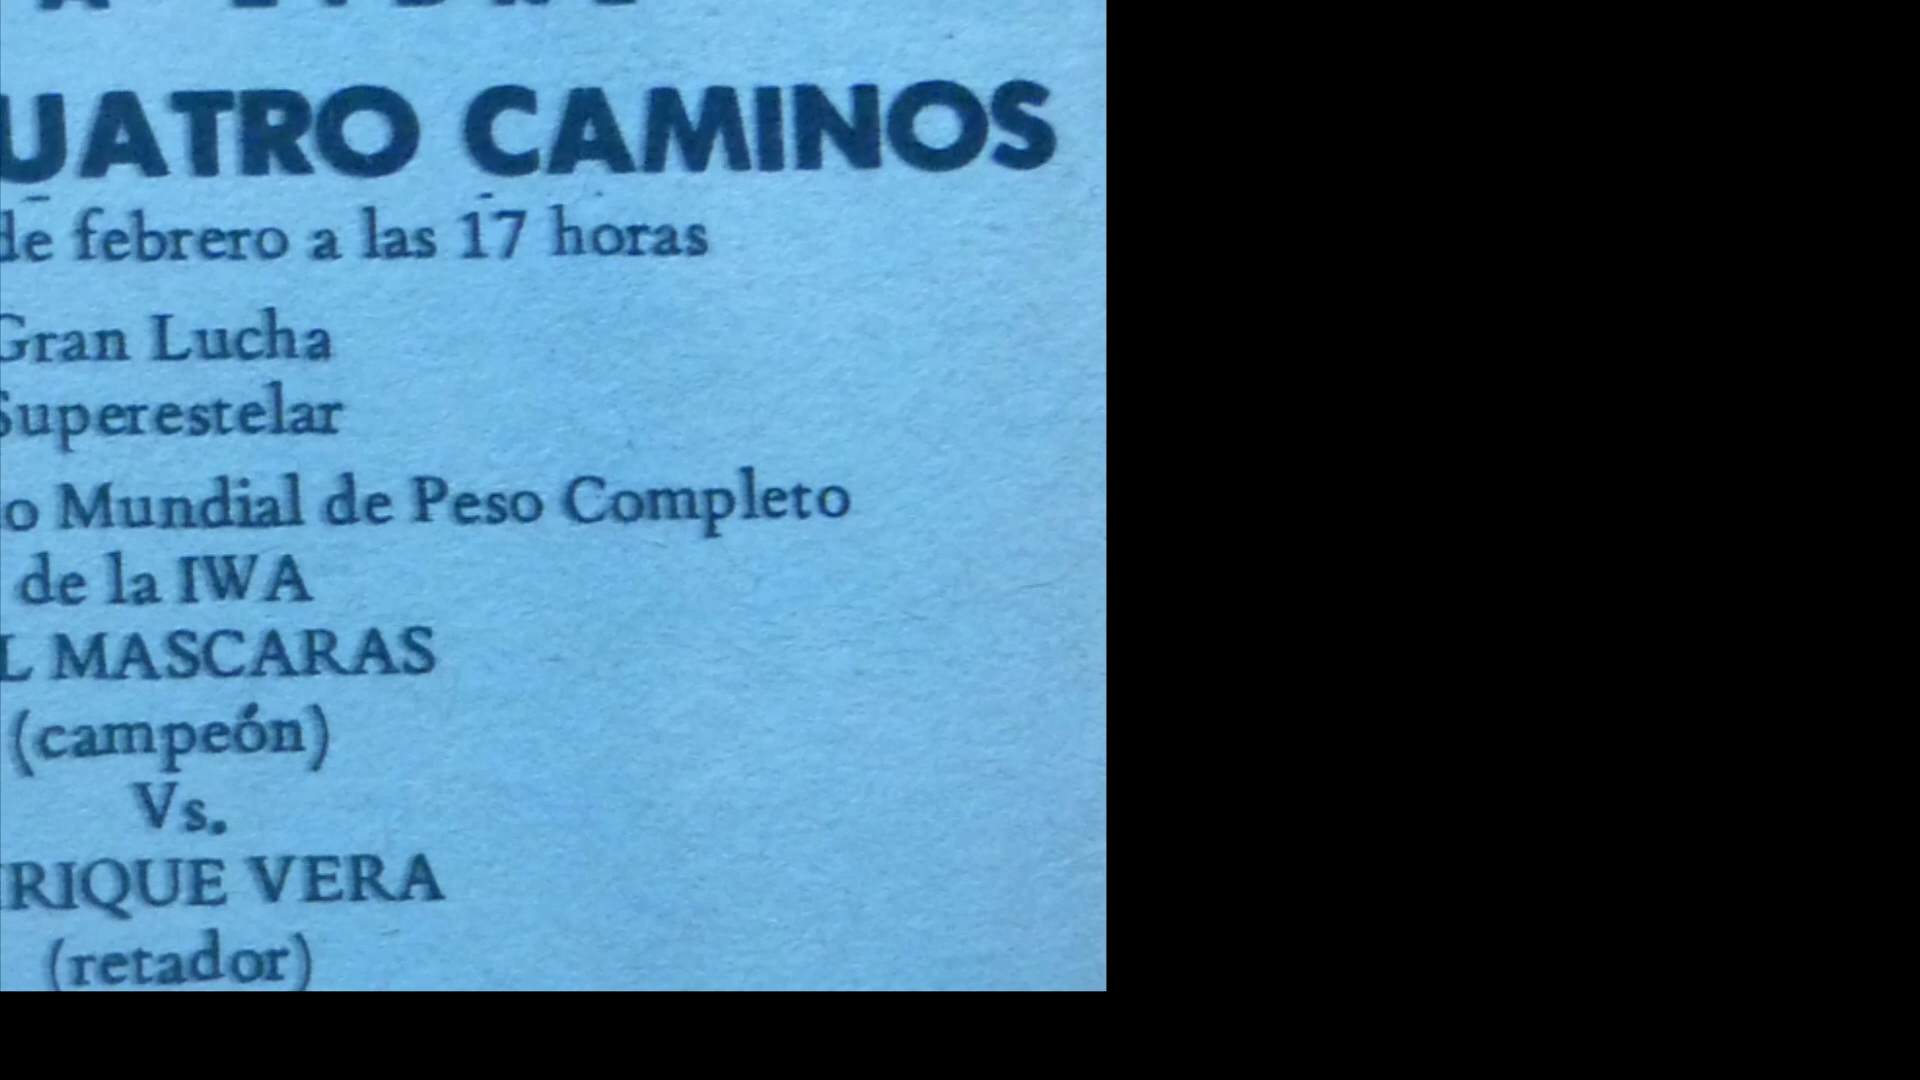 UATRO CAMINOS
de febrero a las 17 horas
Gran Lucha
Superestelar
o Mundial de Peso Completo
de la IWA
L MASCARAS
(campeón)
Vs.
RIQUE VERA
(retador)